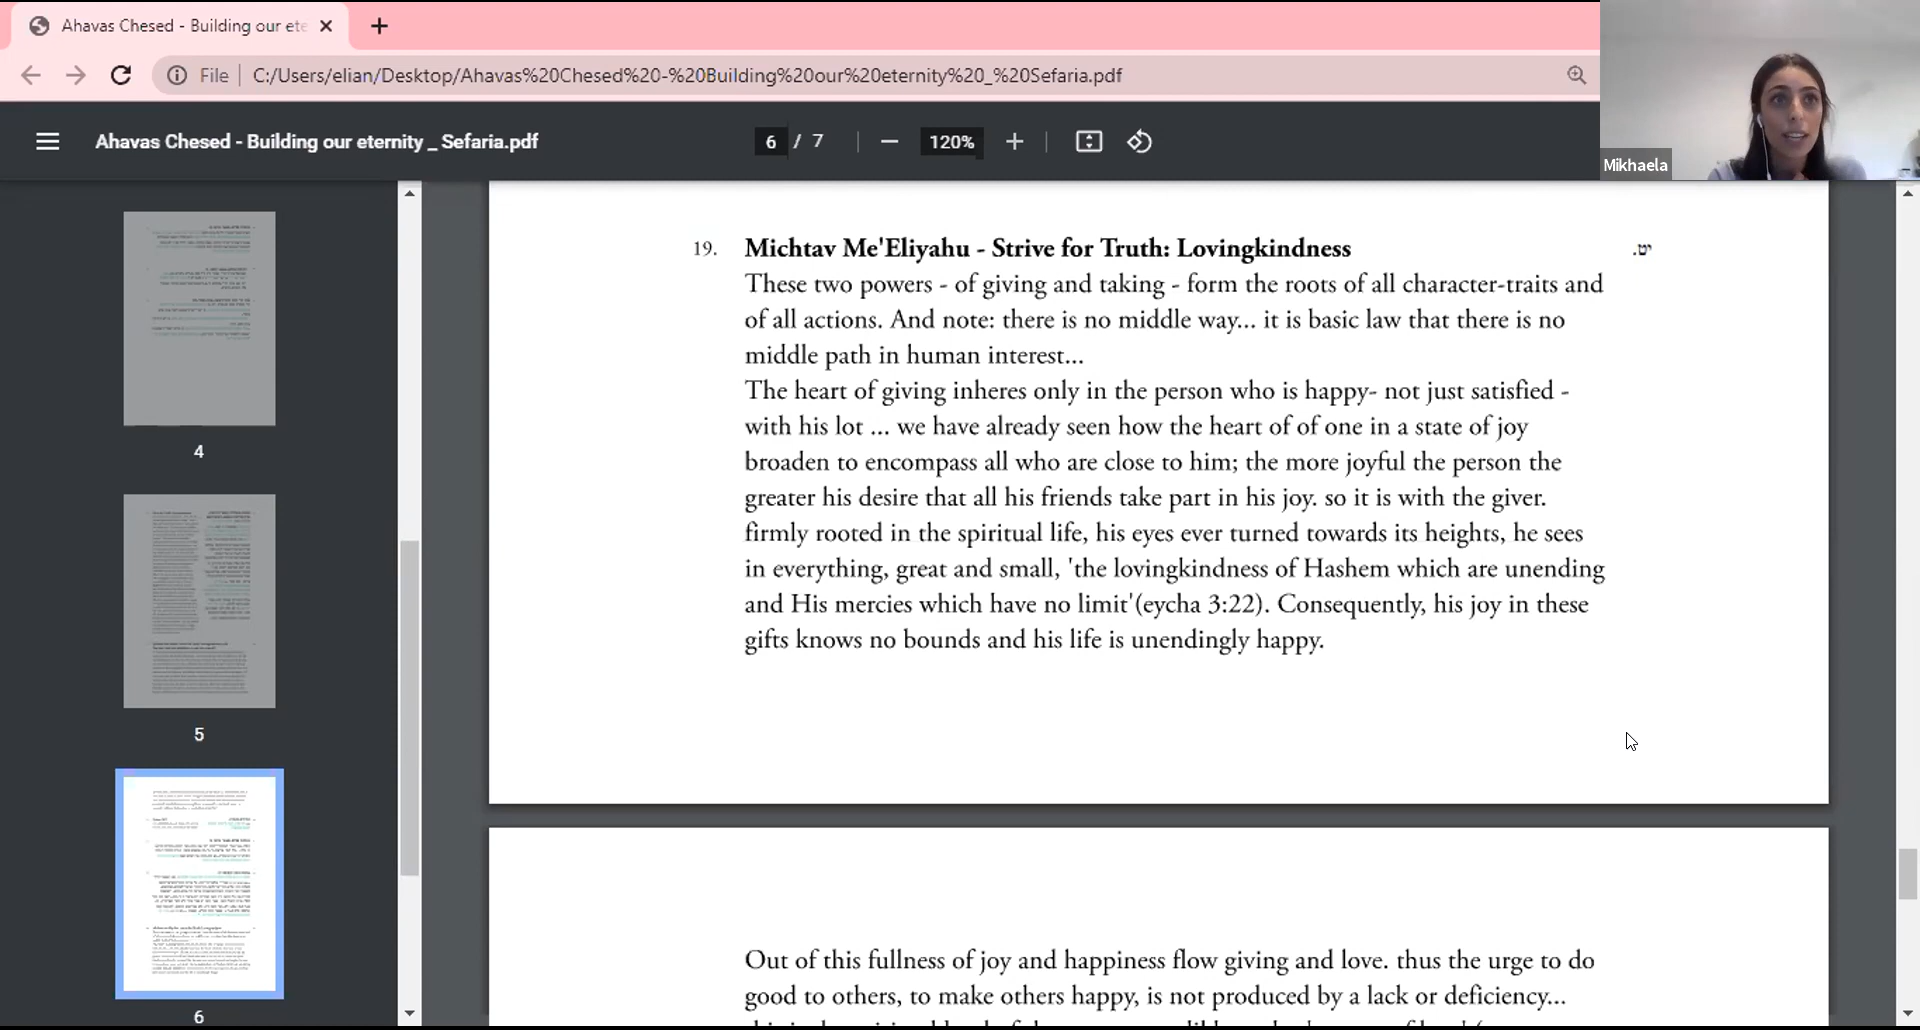 Ahavas Chesed - Building our ete
File
C:/Users/elian/Desktop/Ahavas%20Chesed%20-%20Building%20our%20eternity%20_%20Sefaria.pdf
Mikhaela
Ahavas Chesed - Building our eternity _ Sefaria.pdf
6 / 7
120%
4
5
6
19. Michtav Me'Eliyahu - Strive for Truth: Lovingkindness
יט.
These two powers - of giving and taking - form the roots of all character-traits and
of all actions. And note: there is no middle way... it is basic law that there is no
middle path in human interest...
The heart of giving inheres only in the person who is happy- not just satisfied -
with his lot ... we have already seen how the heart of of one in a state of joy
broaden to encompass all who are close to him; the more joyful the person the
greater his desire that all his friends take part in his joy. so it is with the giver.
firmly rooted in the spiritual life, his eyes ever turned towards its heights, he sees
in everything, great and small, 'the lovingkindness of Hashem which are unending
and His mercies which have no limit'(eycha 3:22). Consequently, his joy in these
gifts knows no bounds and his life is unendingly happy.
Out of this fullness of joy and happiness flow giving and love. thus the urge to do
good to others, to make others happy, is not produced by a lack or deficiency...